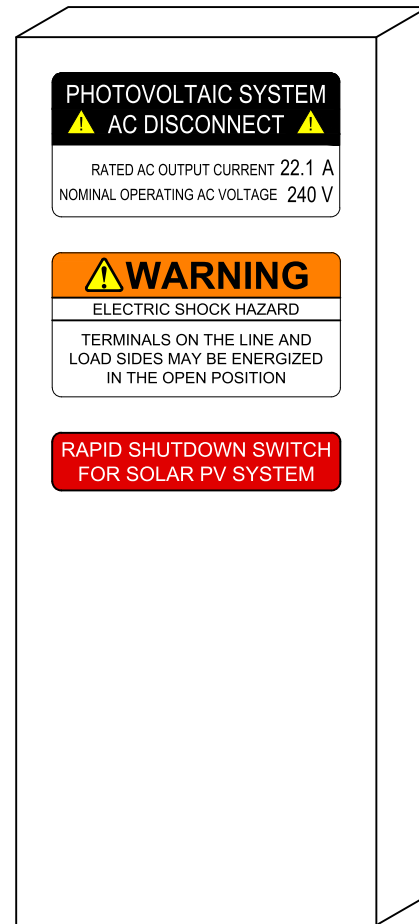 PHOTOVOLTAIC SYSTEM
AC DISCONNECT
RATED AC OUTPUT CURRENT 22.1 A
NOMINAL OPERATING AC VOLTAGE 240 V
WARNING
ELECTRIC SHOCK HAZARD
TERMINALS ON THE LINE AND
LOAD SIDES MAY BE ENERGIZED
IN THE OPEN POSITION
RAPID SHUTDOWN SWITCH
FOR SOLAR PV SYSTEM